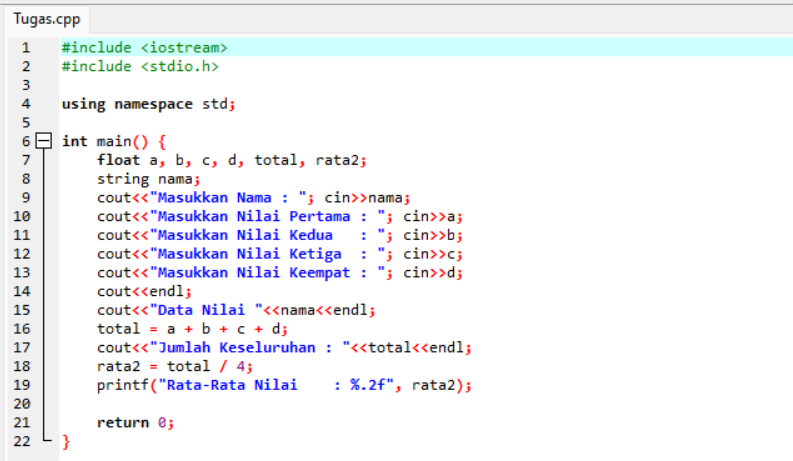 Tugas.cpp
1 #include <iostream>
2 #include <stdio.h>
3
4 using namespace std;
5
6 int main() {
7 float a, b, c, d, total, rata2;
8 string nama;
9 cout<<"Masukkan Nama : "; cin>>nama;
10 cout<<"Masukkan Nilai Pertama : "; cin>>a;
11 cout<<"Masukkan Nilai Kedua   : "; cin>>b;
12 cout<<"Masukkan Nilai Ketiga  : "; cin>>c;
13 cout<<"Masukkan Nilai Keempat : "; cin>>d;
14 cout<<endl;
15 cout<<"Data Nilai "<<nama<<endl;
16 total = a + b + c + d;
17 cout<<"Jumlah Keseluruhan : "<<total<<endl;
18 rata2 = total / 4;
19 printf("Rata-Rata Nilai    : %.2f", rata2);
20
21 return 0;
22 }